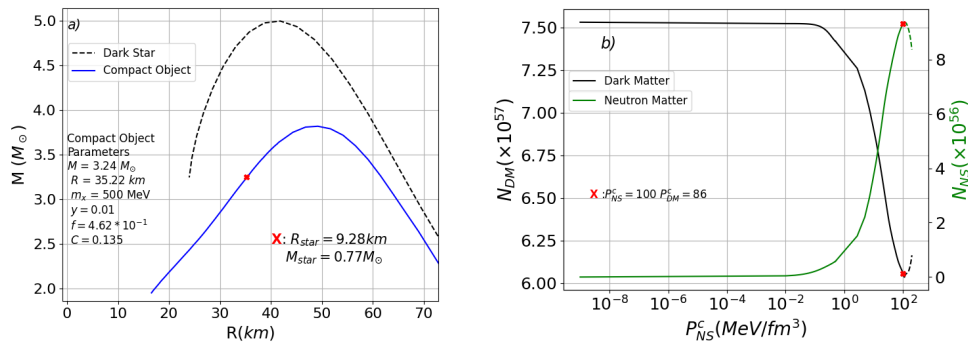 a)
Dark Star
Compact Object
Compact Object
Parameters
M = 3.24 M⊙
R = 35.22 km
mₓ = 500 MeV
y = 0.01
f = 4.62 * 10⁻¹
C = 0.135
X: R_star = 9.28km
M_star = 0.77M⊙
M (M⊙)
5.0
4.5
4.0
3.5
3.0
2.5
2.0
0 10 20 30 40 50 60 70
R(km)
b)
Dark Matter
Neutron Matter
X :P^c_NS = 100 P^c_DM = 86
N_DM(×10⁵⁷)
7.50
7.25
7.00
6.75
6.50
6.25
6.00
10⁻⁸ 10⁻⁶ 10⁻⁴ 10⁻² 10⁰ 10²
P^c_NS(MeV/fm³)
8
6
4
2
0
N_NS(×10⁵⁶)